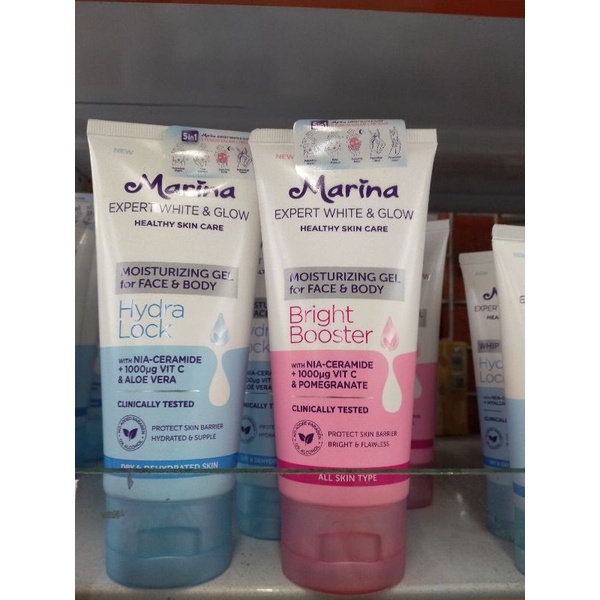 5in1
NEW
Marina
EXPERT WHITE & GLOW
HEALTHY SKIN CARE
MOISTURIZING GEL
for FACE & BODY
Hydra
Lock
WITH NIA-CERAMIDE
+ 1000µg VIT C
& ALOE VERA
CLINICALLY TESTED
PROTECT SKIN BARRIER
HYDRATED & SUPPLE
DRY & DEHYDRATED SKIN
5in1
NEW
Marina
EXPERT WHITE & GLOW
HEALTHY SKIN CARE
MOISTURIZING GEL
for FACE & BODY
Bright
Booster
WITH NIA-CERAMIDE
+ 1000µg VIT C
& POMEGRANATE
CLINICALLY TESTED
PROTECT SKIN BARRIER
BRIGHT & FLAWLESS
ALL SKIN TYPE